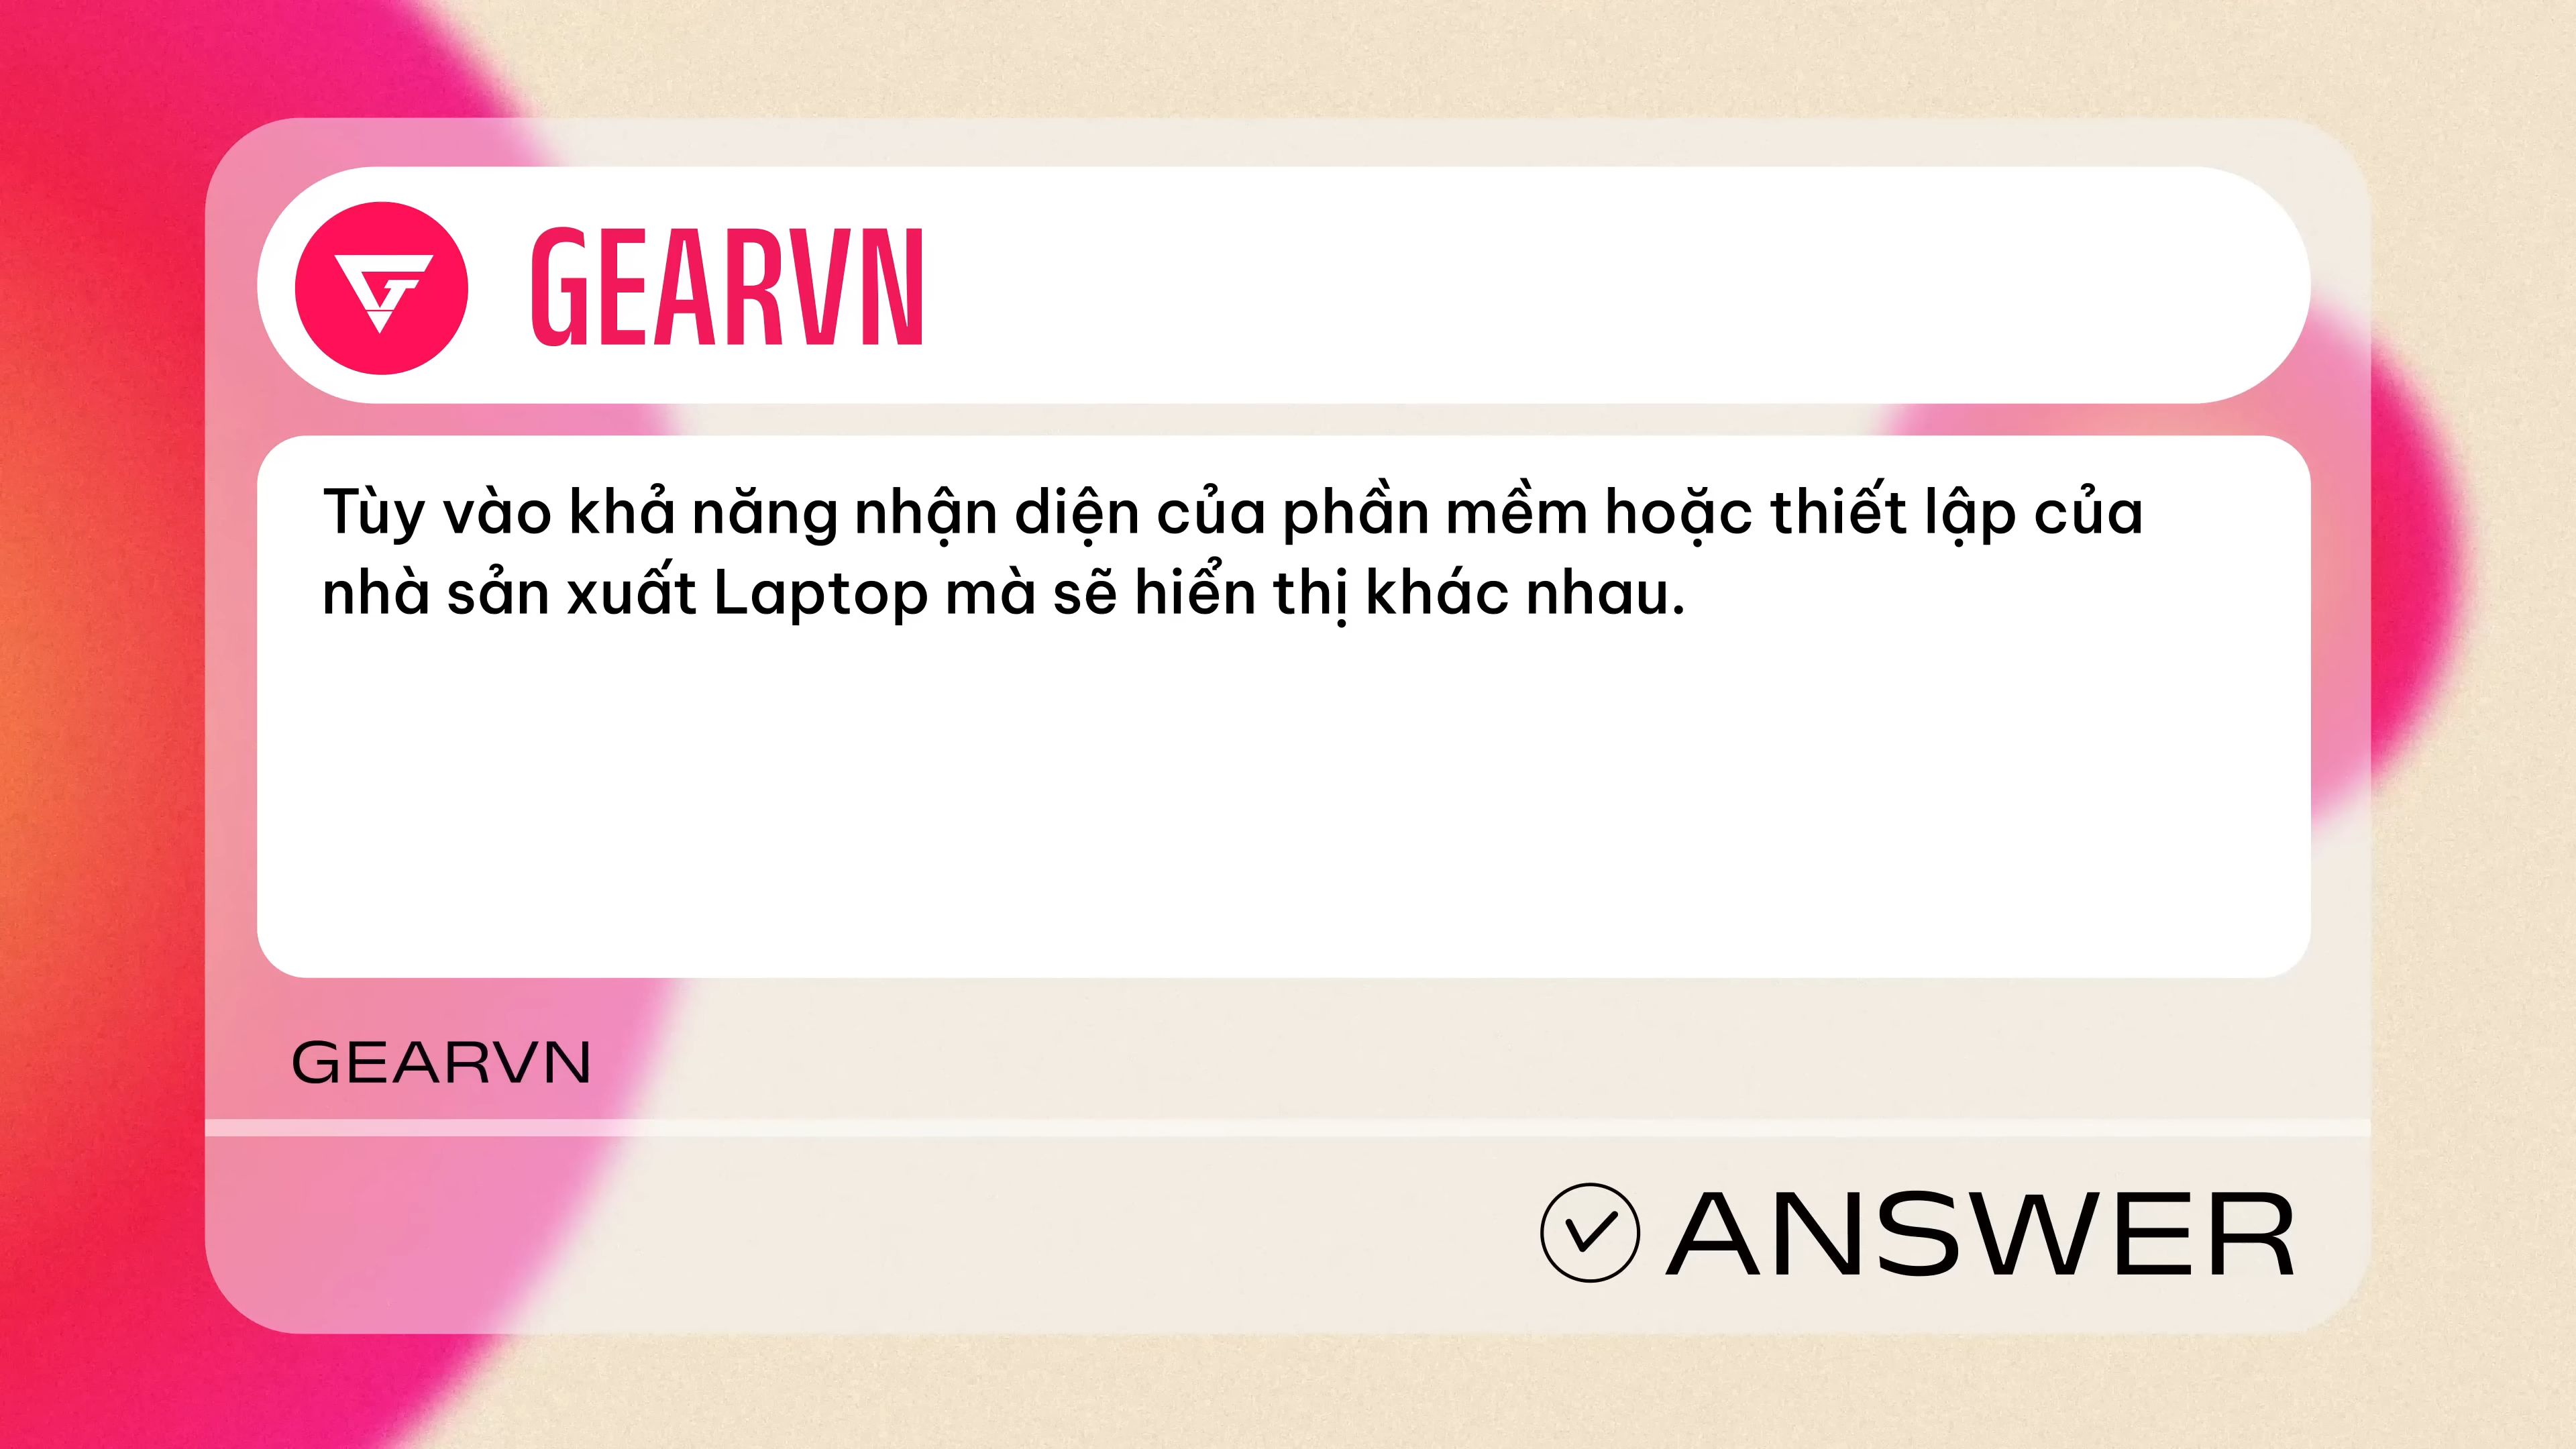 GEARVN
Tùy vào khả năng nhận diện của phần mềm hoặc thiết lập của
nhà sản xuất Laptop mà sẽ hiển thị khác nhau.
GEARVN
ANSWER